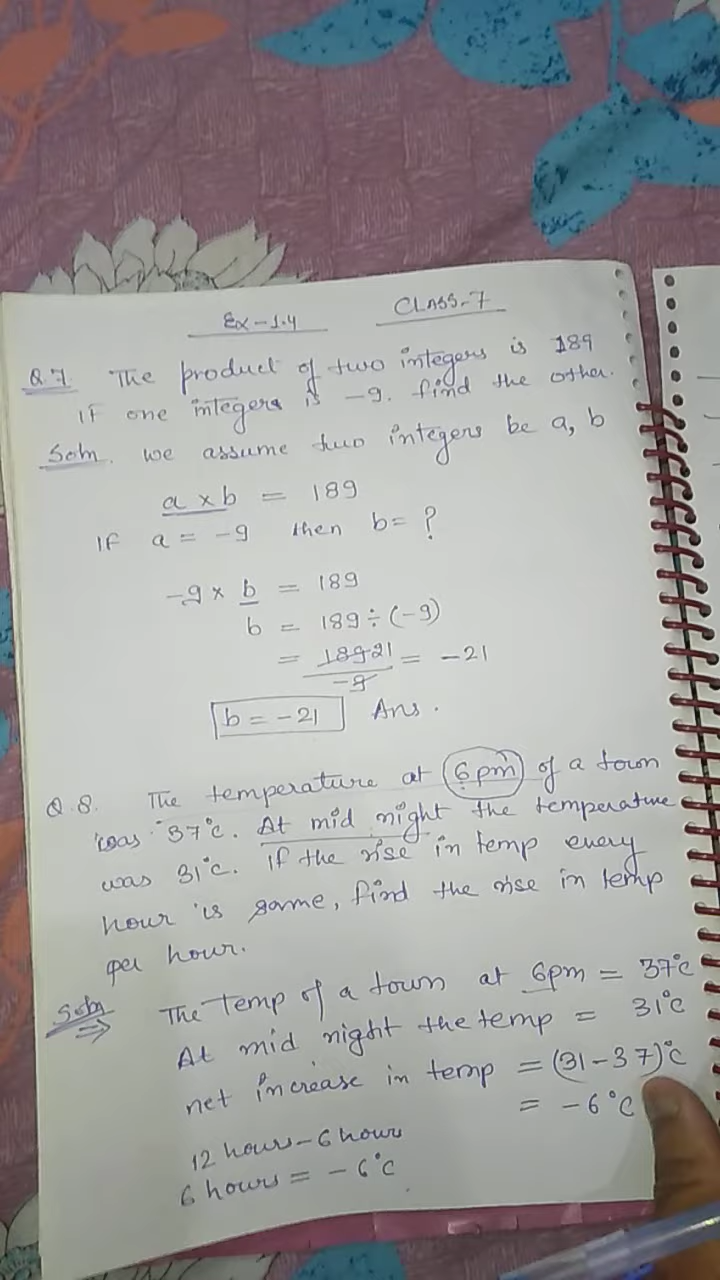 Ex-1.4 CLASS-7
Q.7. The product of two integers is 189
If one integers is -9. find the other.
Soln. we assume two integers be a, b
a x b = 189
If a = -9 then b = ?
-9 x b = 189
b = 189 ÷ (-9)
= 189 21 / -9 = -21
b = -21 Ans.
Q.8. The temperature at 6pm of a town
was 37°C. At mid night the temperature
was 31°C. If the rise in temp every
hour is same, find the rise in temp
per hour.
Soln ⇒ The Temp of a town at 6pm = 37°C
At mid night the temp = 31°C
net increase in temp = (31-37)°C
= -6°C
12 hours-6 hour
6 hours = -6°C